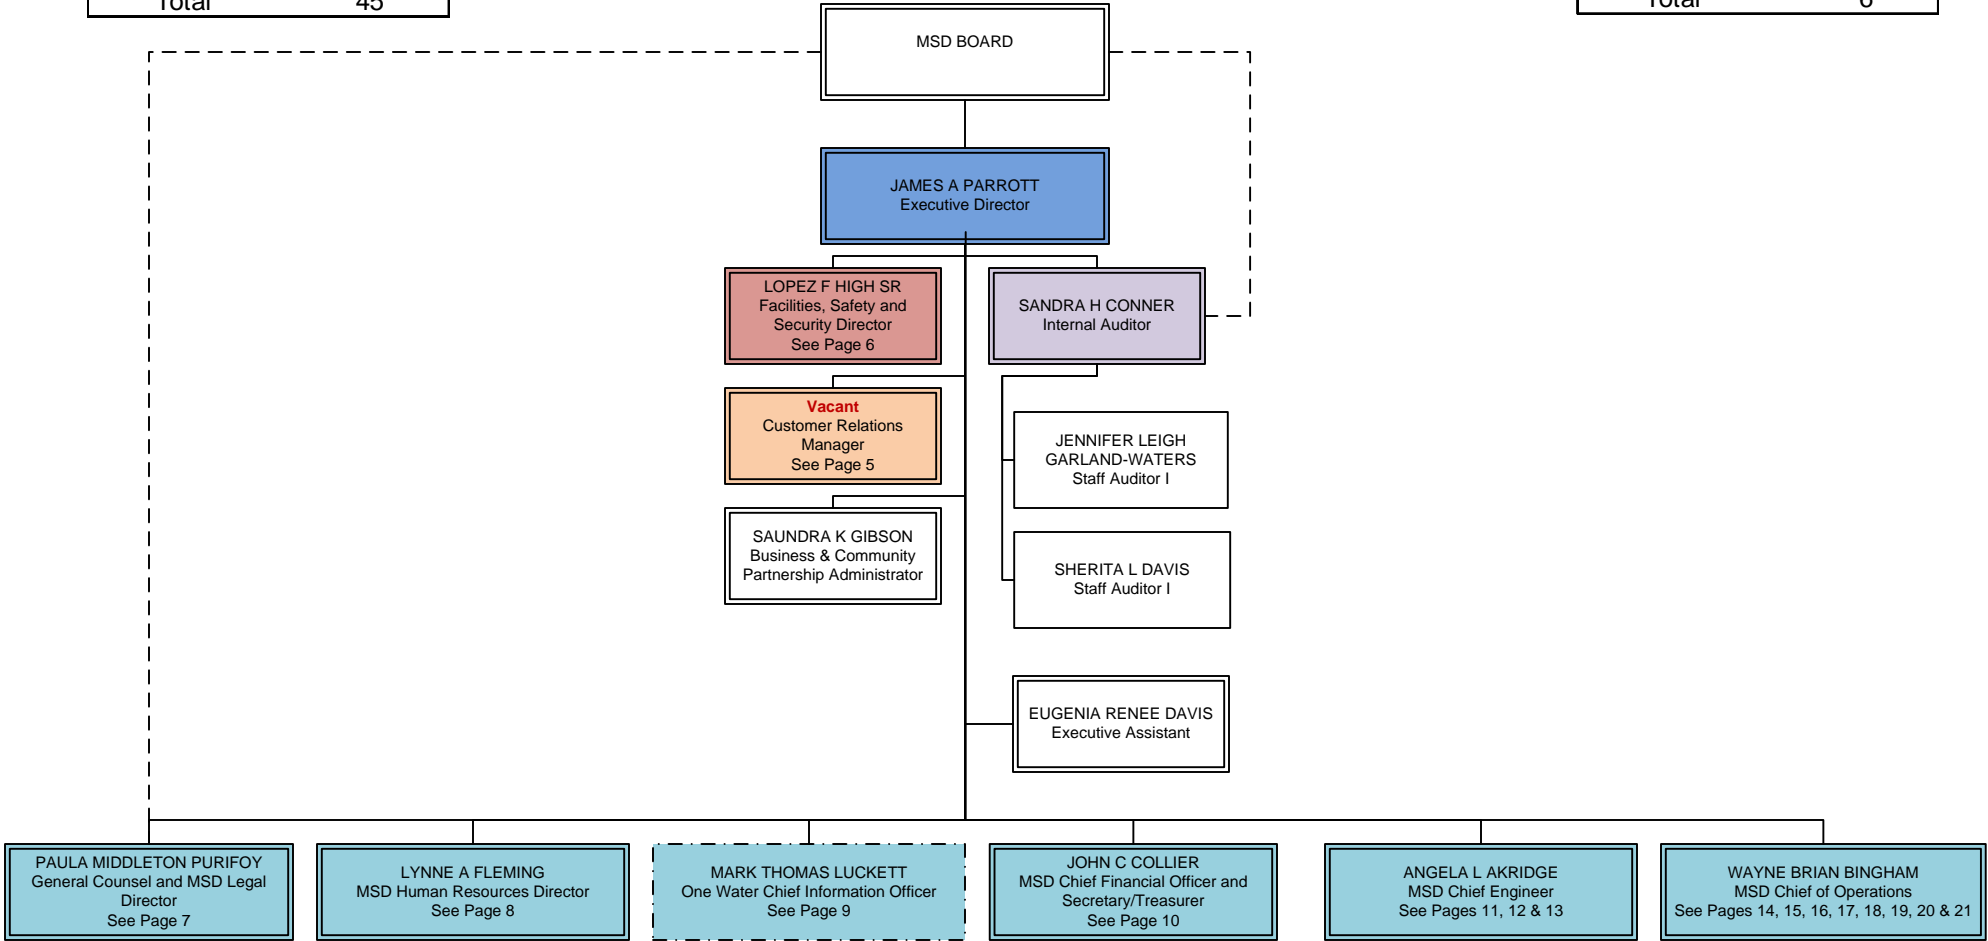 Total 45
Total 6
MSD BOARD
JAMES A PARROTT
Executive Director
LOPEZ F HIGH SR
Facilities, Safety and
Security Director
See Page 6
SANDRA H CONNER
Internal Auditor
Vacant
Customer Relations
Manager
See Page 5
JENNIFER LEIGH
GARLAND-WATERS
Staff Auditor I
SAUNDRA K GIBSON
Business & Community
Partnership Administrator
SHERITA L DAVIS
Staff Auditor I
EUGENIA RENEE DAVIS
Executive Assistant
PAULA MIDDLETON PURIFOY
General Counsel and MSD Legal
Director
See Page 7
LYNNE A FLEMING
MSD Human Resources Director
See Page 8
MARK THOMAS LUCKETT
One Water Chief Information Officer
See Page 9
JOHN C COLLIER
MSD Chief Financial Officer and
Secretary/Treasurer
See Page 10
ANGELA L AKRIDGE
MSD Chief Engineer
See Pages 11, 12 & 13
WAYNE BRIAN BINGHAM
MSD Chief of Operations
See Pages 14, 15, 16, 17, 18, 19, 20 & 21